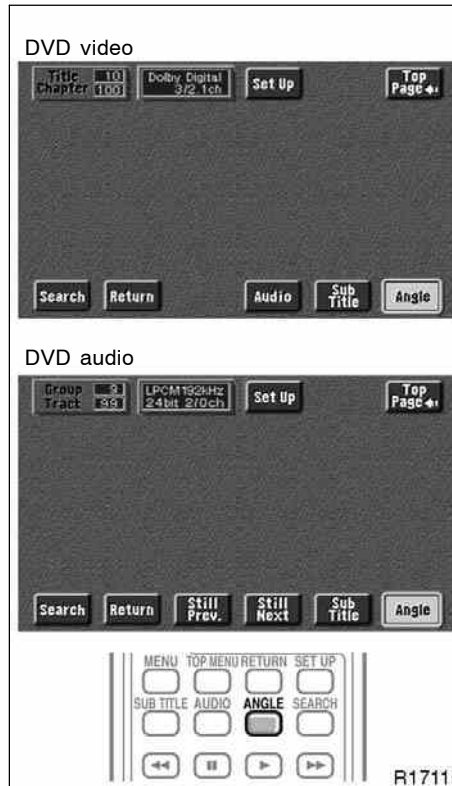 DVD video
Title 10 Dolby Digital Set Up Top
Chapter 100 3/2.1ch Page
Search Return Audio Sub Title Angle
DVD audio
Group 9 LPCM192kHz Set Up Top
Track 99 24bit 2/0ch Page
Search Return Still Prev. Still Next Sub Title Angle
MENU TOP MENU RETURN SET UP
SUB TITLE AUDIO ANGLE SEARCH
R1711